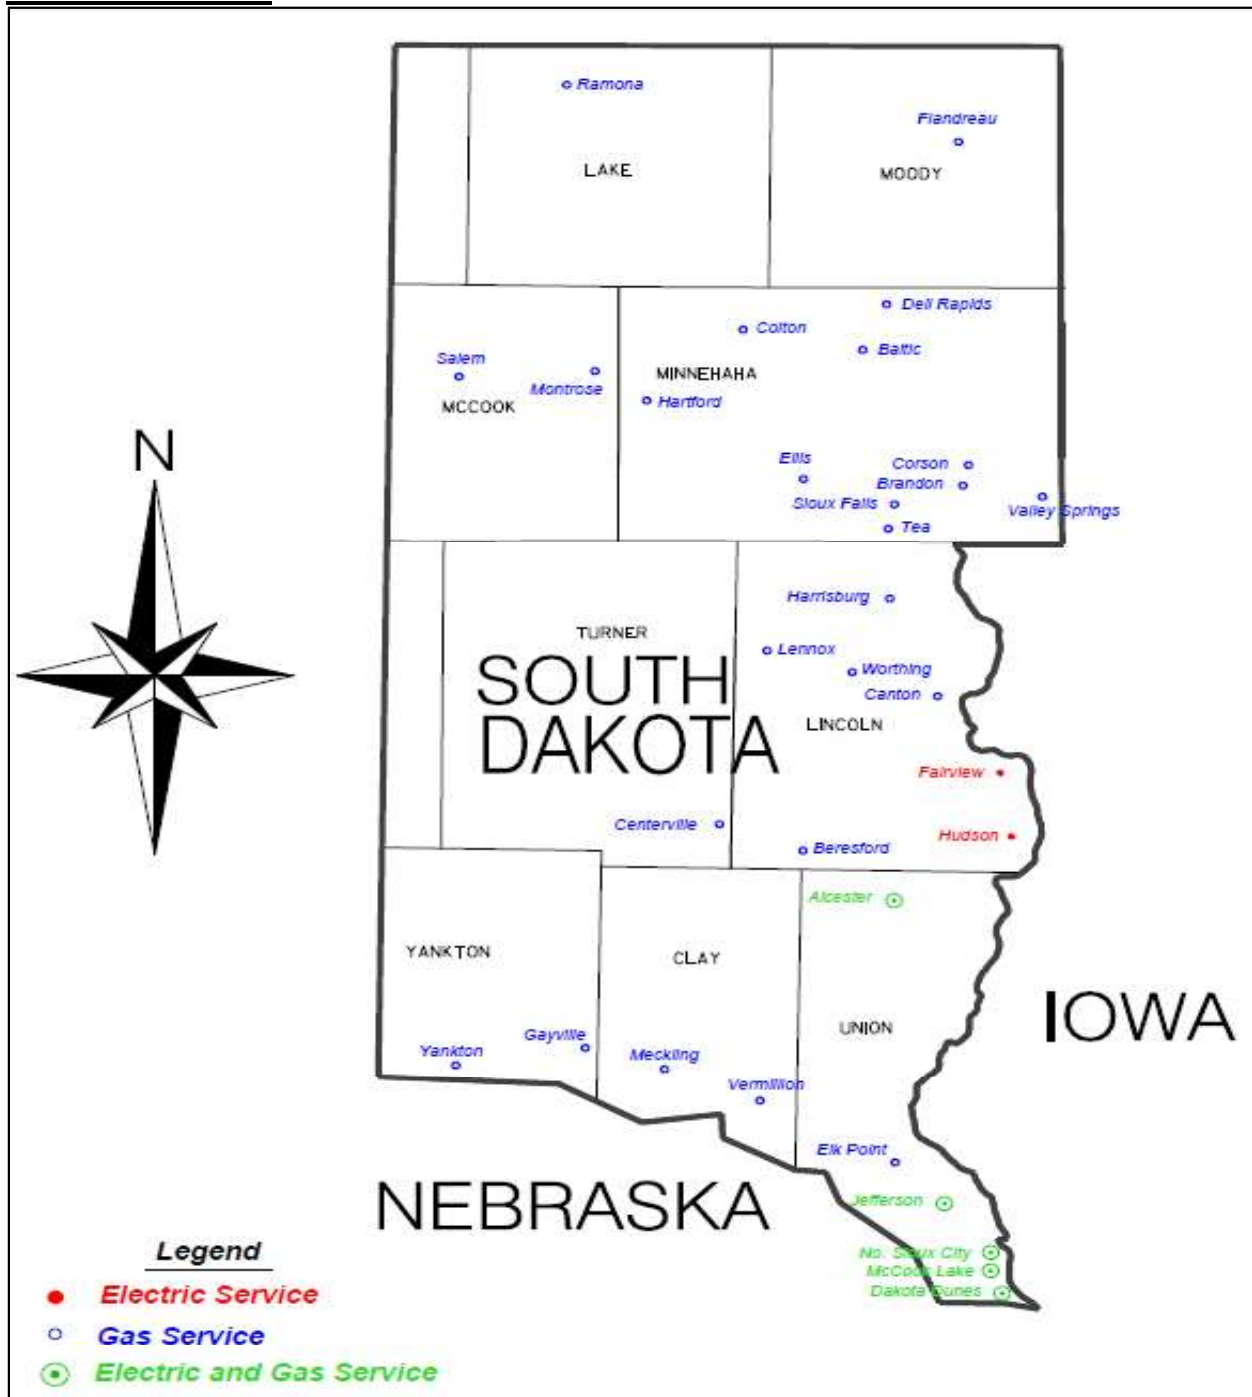 Ramona
Flandreau
LAKE
MOODY
Dell Rapids
Colton
Baltic
Salem
MINNEHAHA
Montrose
MCCOOK
Hartford
N
Ellis
Corson
Brandon
Sioux Falls
Valley Springs
Tea
Harrisburg
TURNER
Lennox
SOUTH
DAKOTA
Worthing
Canton
LINCOLN
Fairview
Centerville
Hudson
Beresford
Alcester
YANKTON
CLAY
IOWA
UNION
Gayville
Yankton
Meckling
Vermillion
Elk Point
NEBRASKA
Jefferson
No. Sioux City
McCook Lake
Dakota Dunes
Legend
Electric Service
Gas Service
Electric and Gas Service